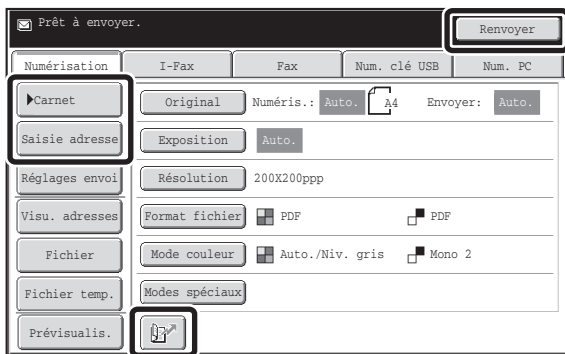 Prêt à envoyer.
Renvoyer
Numérisation I-Fax Fax Num. clé USB Num. PC
Carnet
Original Numéris.: Auto. A4 Envoyer: Auto.
Saisie adresse
Exposition Auto.
Réglages envoi
Résolution 200X200ppp
Visu. adresses
Format fichier PDF PDF
Fichier
Mode couleur Auto./Niv. gris Mono 2
Fichier temp.
Modes spéciaux
Prévisualis.